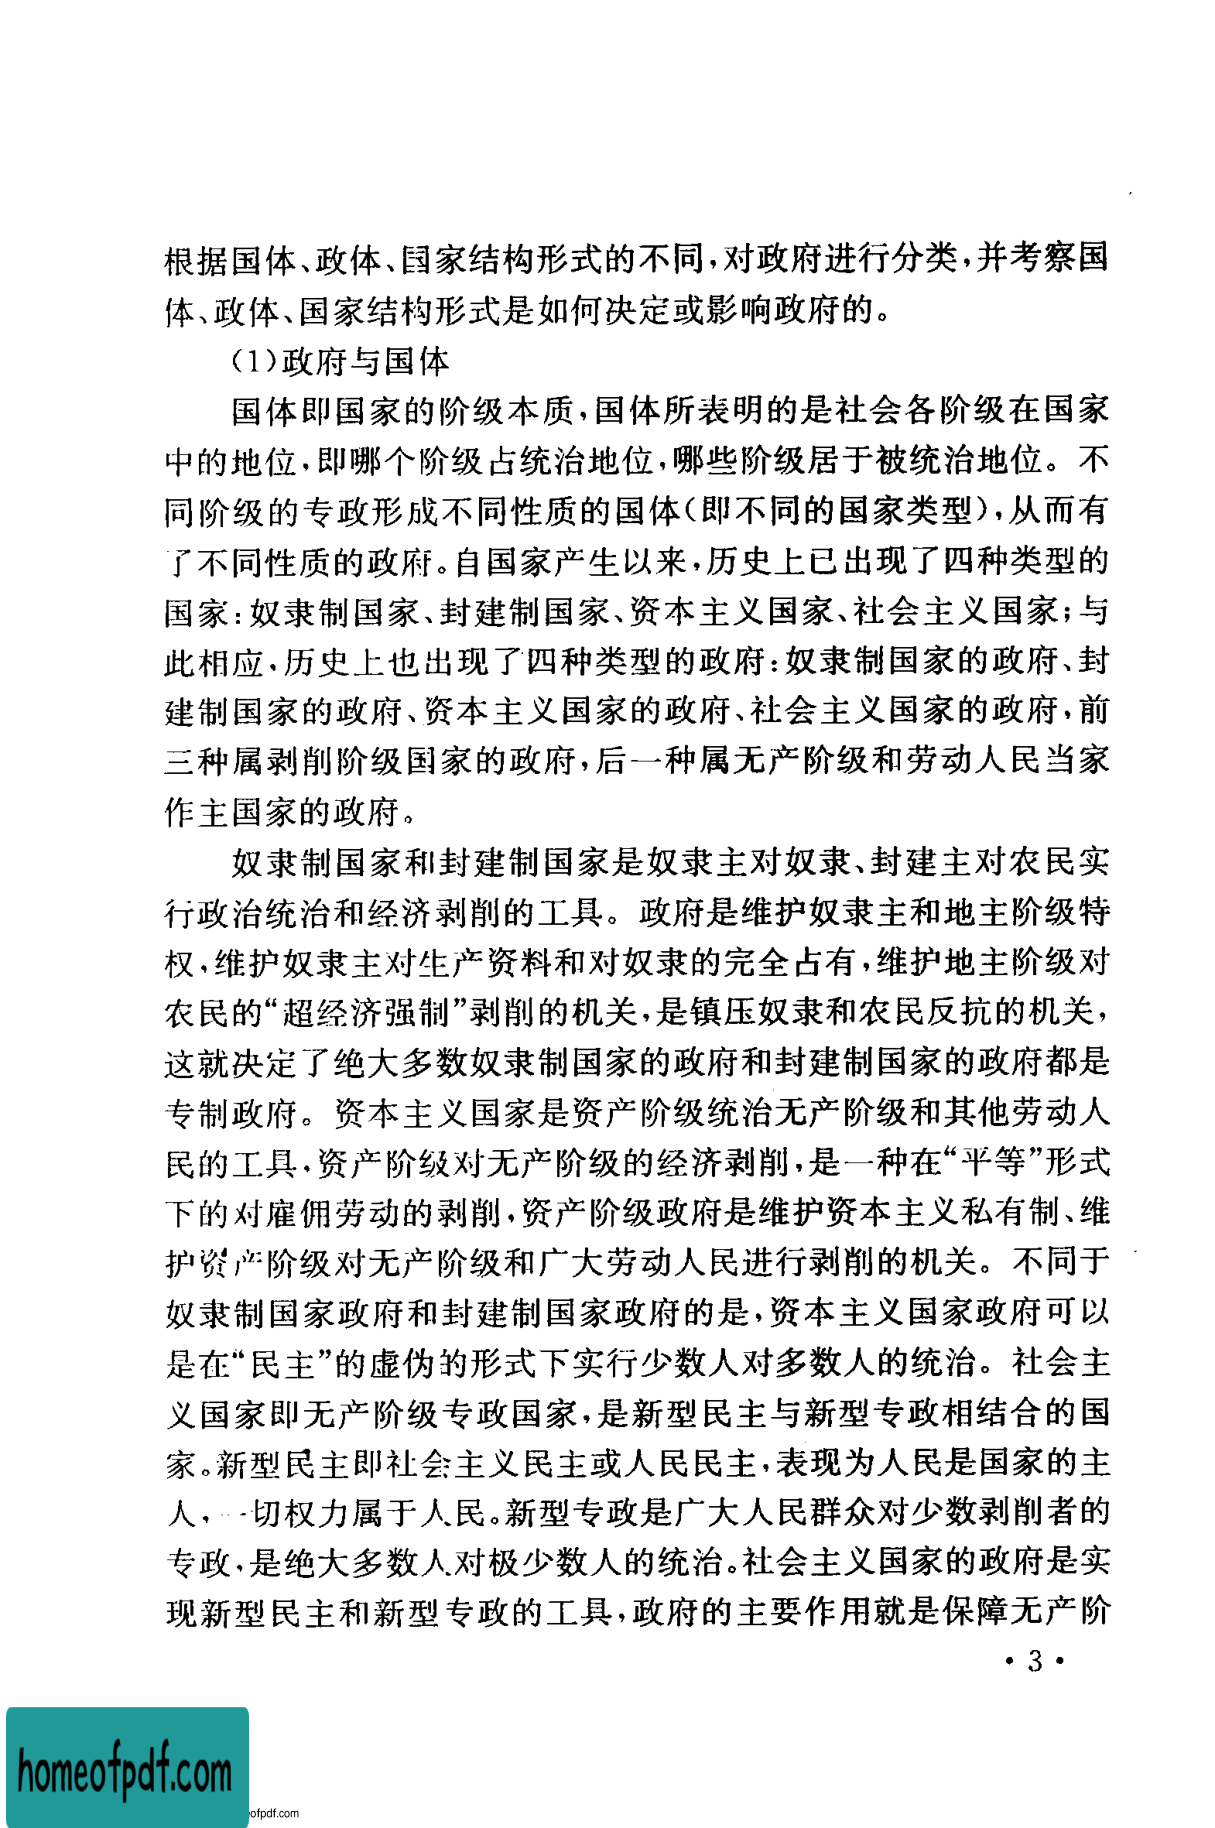 根据国体、政体、国家结构形式的不同，对政府进行分类，并考察国
体、政体、国家结构形式是如何决定或影响政府的。
（1）政府与国体
国体即国家的阶级本质，国体所表明的是社会各阶级在国家
中的地位，即哪个阶级占统治地位，哪些阶级居于被统治地位。不
同阶级的专政形成不同性质的国体（即不同的国家类型），从而有
了不同性质的政府。自国家产生以来，历史上已出现了四种类型的
国家：奴隶制国家、封建制国家、资本主义国家、社会主义国家；与
此相应，历史上也出现了四种类型的政府：奴隶制国家的政府、封
建制国家的政府、资本主义国家的政府、社会主义国家的政府，前
三种属剥削阶级国家的政府，后一种属无产阶级和劳动人民当家
作主国家的政府。
奴隶制国家和封建制国家是奴隶主对奴隶、封建主对农民实
行政治统治和经济剥削的工具。政府是维护奴隶主和地主阶级特
权，维护奴隶主对生产资料和对奴隶的完全占有，维护地主阶级对
农民的“超经济强制”剥削的机关，是镇压奴隶和农民反抗的机关，
这就决定了绝大多数奴隶制国家的政府和封建制国家的政府都是
专制政府。资本主义国家是资产阶级统治无产阶级和其他劳动人
民的工具，资产阶级对无产阶级的经济剥削，是一种在“平等”形式
下的对雇佣劳动的剥削，资产阶级政府是维护资本主义私有制、维
护资产阶级对无产阶级和广大劳动人民进行剥削的机关。不同于
奴隶制国家政府和封建制国家政府的是，资本主义国家政府可以
是在“民主”的虚伪的形式下实行少数人对多数人的统治。社会主
义国家即无产阶级专政国家，是新型民主与新型专政相结合的国
家。新型民主即社会主义民主或人民民主，表现为人民是国家的主
人，一切权力属于人民。新型专政是广大人民群众对少数剥削者的
专政，是绝大多数人对极少数人的统治。社会主义国家的政府是实
现新型民主和新型专政的工具，政府的主要作用就是保障无产阶
·3·
homeofpdf.com
ofpdf.com